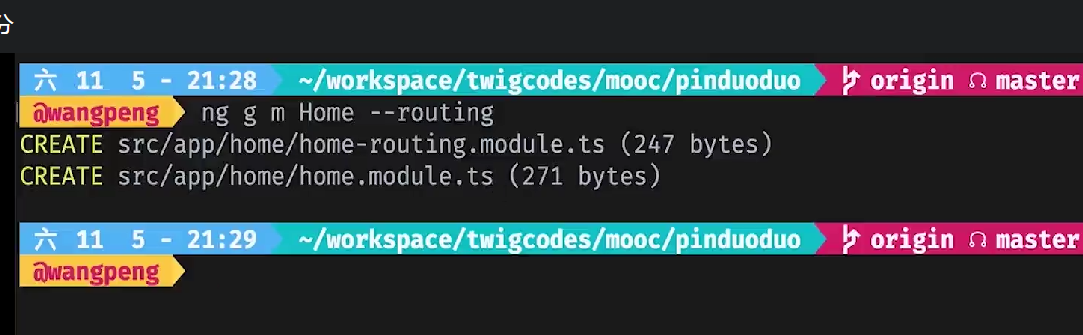 分
六 11  5 - 21:28 ~/workspace/twigcodes/mooc/pinduoduo origin master
@wangpeng ng g m Home --routing
CREATE src/app/home/home-routing.module.ts (247 bytes)
CREATE src/app/home/home.module.ts (271 bytes)
六 11  5 - 21:29 ~/workspace/twigcodes/mooc/pinduoduo origin master
@wangpeng